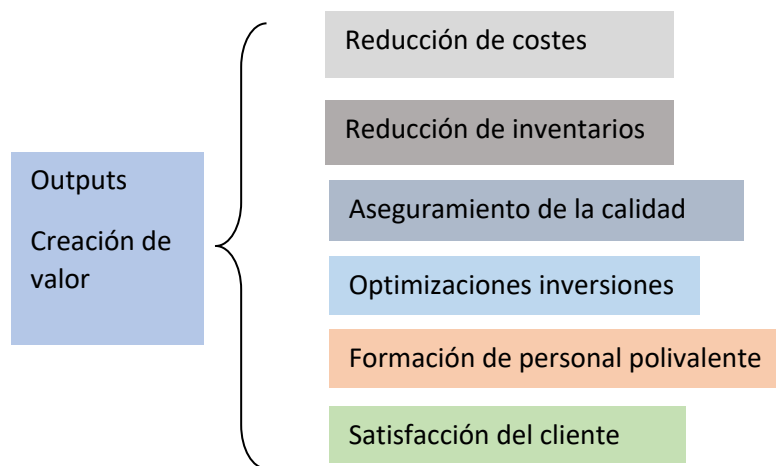 Outputs
Creación de
valor
Reducción de costes
Reducción de inventarios
Aseguramiento de la calidad
Optimizaciones inversiones
Formación de personal polivalente
Satisfacción del cliente